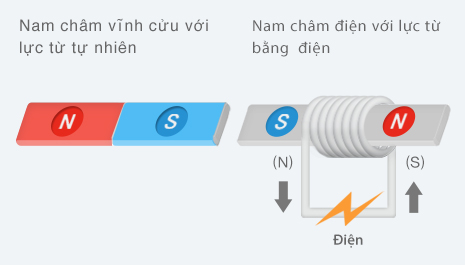 Nam châm vĩnh cửu với
lực từ tự nhiên
Nam châm điện với lực từ
bằng điện
N
S
S
N
(N)
(S)
Điện